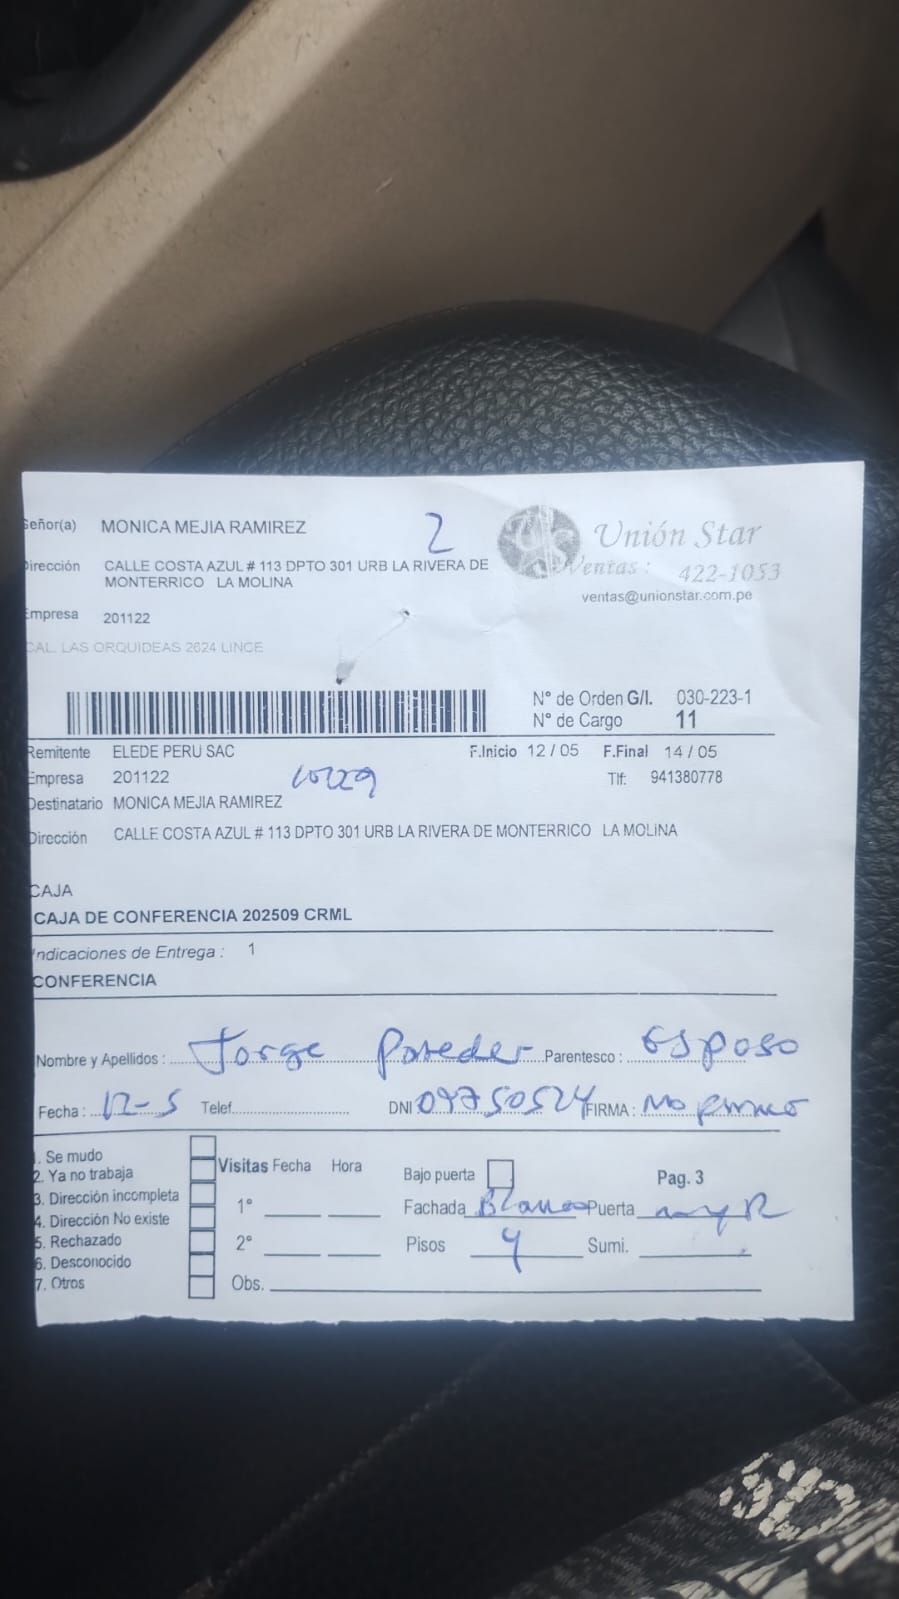 Señor(a) MONICA MEJIA RAMIREZ 2
Unión Star
Dirección CALLE COSTA AZUL # 113 DPTO 301 URB LA RIVERA DE
MONTERRICO LA MOLINA
Ventas : 422-1053
ventas@unionstar.com.pe
Empresa 201122
CAL. LAS ORQUIDEAS 2624 LINCE
N° de Orden G/I. 030-223-1
N° de Cargo 11
Remitente ELEDE PERU SAC F.Inicio 12 / 05 F.Final 14 / 05
Empresa 201122 Tlf: 941380778
Destinatario MONICA MEJIA RAMIREZ
Dirección CALLE COSTA AZUL # 113 DPTO 301 URB LA RIVERA DE MONTERRICO LA MOLINA
CAJA
CAJA DE CONFERENCIA 202509 CRML
Indicaciones de Entrega : 1
CONFERENCIA
Nombre y Apellidos : Jorge Paredes Parentesco : Esposo
Fecha : 12-5 Telef. DNI 09750524 FIRMA : No firmo
1. Se mudo
2. Ya no trabaja
3. Dirección incompleta
4. Dirección No existe
5. Rechazado
6. Desconocido
7. Otros
Visitas Fecha Hora
1°
2°
Obs.
Bajo puerta Pag. 3
Fachada Blanco Puerta
Pisos 4 Sumi.